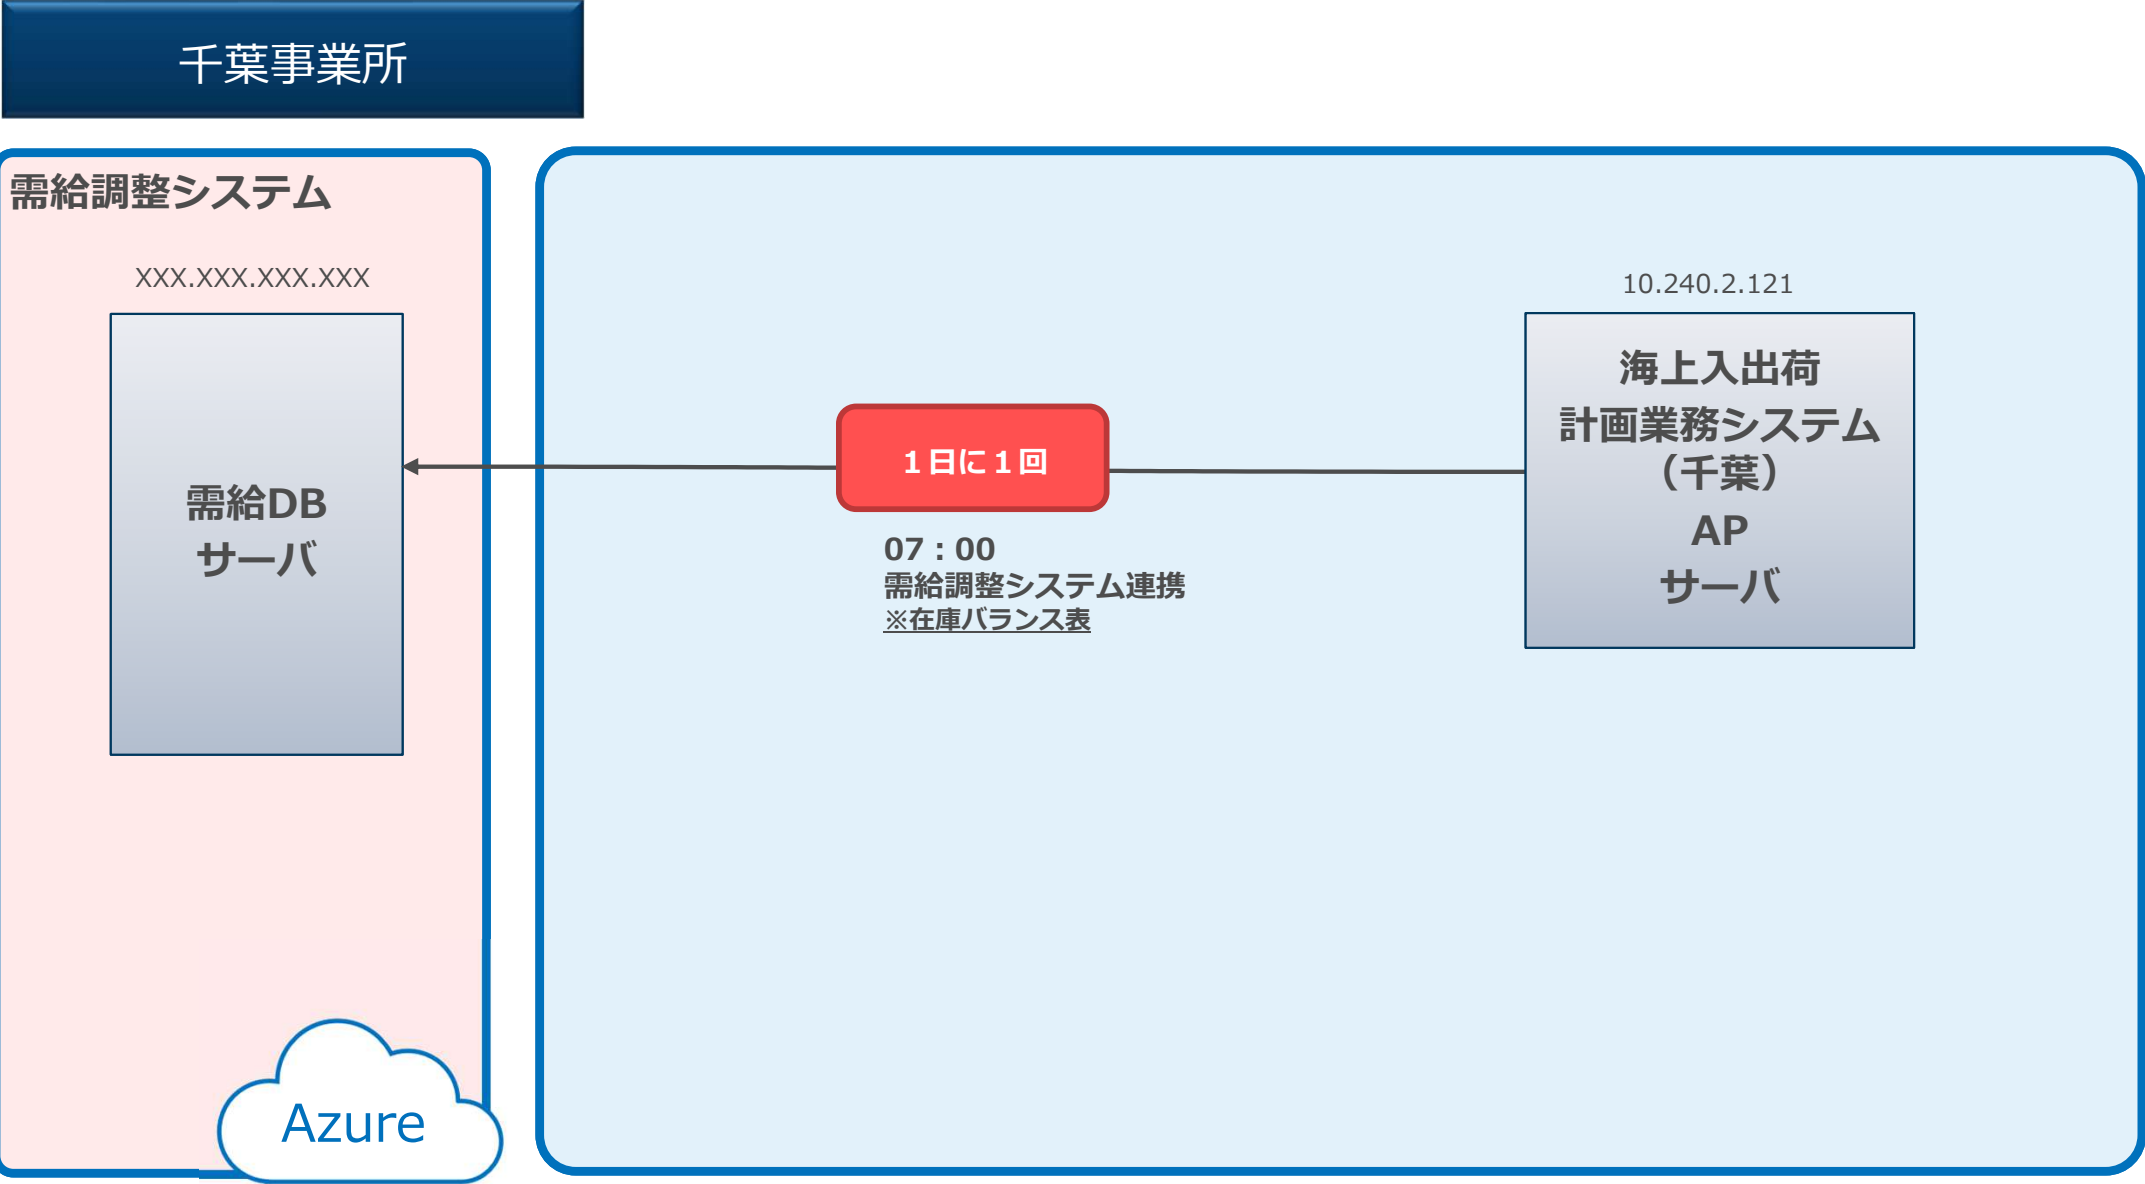 千葉事業所
需給調整システム
XXX.XXX.XXX.XXX
需給DB
サーバ
Azure
１日に１回
07：00
需給調整システム連携
※在庫バランス表
10.240.2.121
海上入出荷
計画業務システム
（千葉）
AP
サーバ